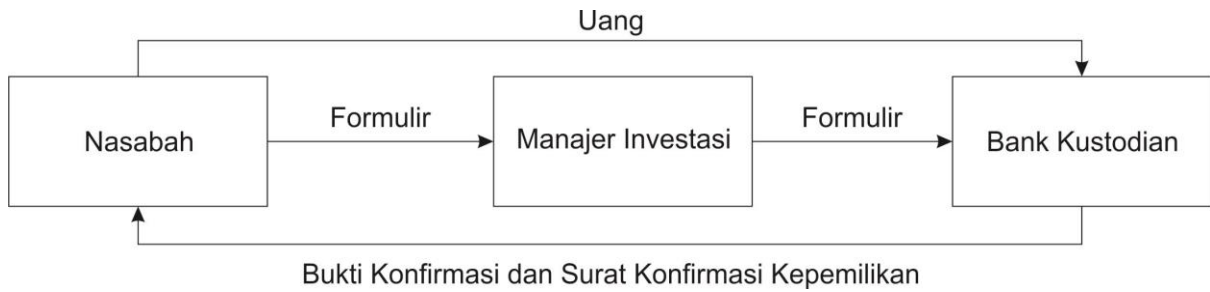 Uang
Nasabah
Formulir
Manajer Investasi
Formulir
Bank Kustodian
Bukti Konfirmasi dan Surat Konfirmasi Kepemilikan